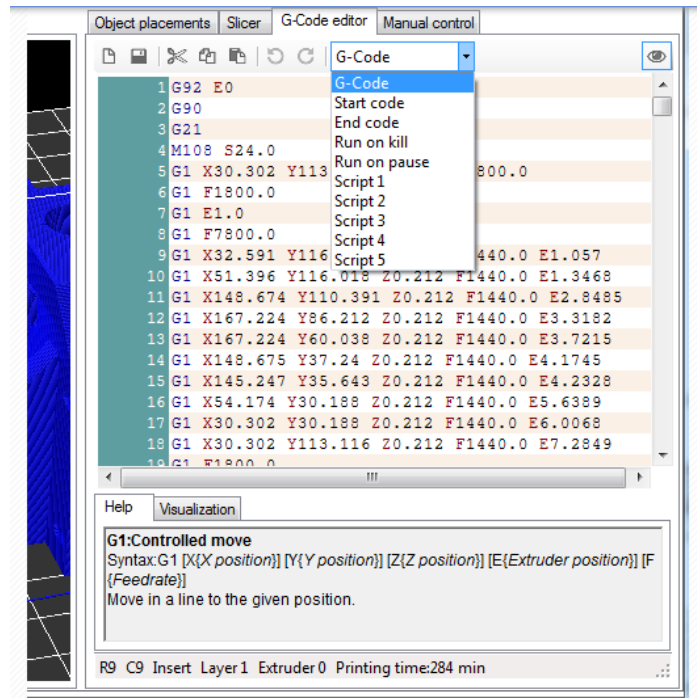 Object placements Slicer G-Code editor Manual control
G-Code
G-Code
Start code
End code
Run on kill
Run on pause
Script 1
Script 2
Script 3
Script 4
Script 5
1 G92 E0
2 G90
3 G21
4 M108 S24.0
5 G1 X30.302 Y113 800.0
6 G1 F1800.0
7 G1 E1.0
8 G1 F7800.0
9 G1 X32.591 Y116 1440.0 E1.057
10 G1 X51.396 Y116.018 Z0.212 F1440.0 E1.3468
11 G1 X148.674 Y110.391 Z0.212 F1440.0 E2.8485
12 G1 X167.224 Y86.212 Z0.212 F1440.0 E3.3182
13 G1 X167.224 Y60.038 Z0.212 F1440.0 E3.7215
14 G1 X148.675 Y37.24 Z0.212 F1440.0 E4.1745
15 G1 X145.247 Y35.643 Z0.212 F1440.0 E4.2328
16 G1 X54.174 Y30.188 Z0.212 F1440.0 E5.6389
17 G1 X30.302 Y30.188 Z0.212 F1440.0 E6.0068
18 G1 X30.302 Y113.116 Z0.212 F1440.0 E7.2849
19 G1 F1800.0
Help Visualization
G1:Controlled move
Syntax:G1 [X{X position}] [Y{Y position}] [Z{Z position}] [E{Extruder position}] [F
{Feedrate}]
Move in a line to the given position.
R9 C9 Insert Layer 1 Extruder 0 Printing time:284 min